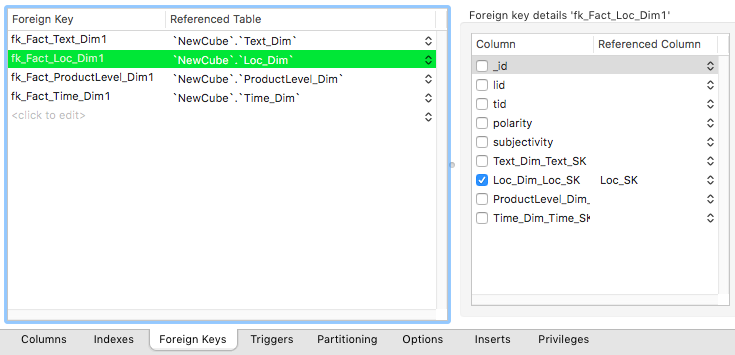 Foreign Key Referenced Table
fk_Fact_Text_Dim1 `NewCube`.`Text_Dim`
fk_Fact_Loc_Dim1 `NewCube`.`Loc_Dim`
fk_Fact_ProductLevel_Dim1 `NewCube`.`ProductLevel_Dim`
fk_Fact_Time_Dim1 `NewCube`.`Time_Dim`
<click to edit>
Foreign key details 'fk_Fact_Loc_Dim1'
Column Referenced Column
_id
lid
tid
polarity
subjectivity
Text_Dim_Text_SK
Loc_Dim_Loc_SK Loc_SK
ProductLevel_Dim_
Time_Dim_Time_SK
Columns Indexes Foreign Keys Triggers Partitioning Options Inserts Privileges